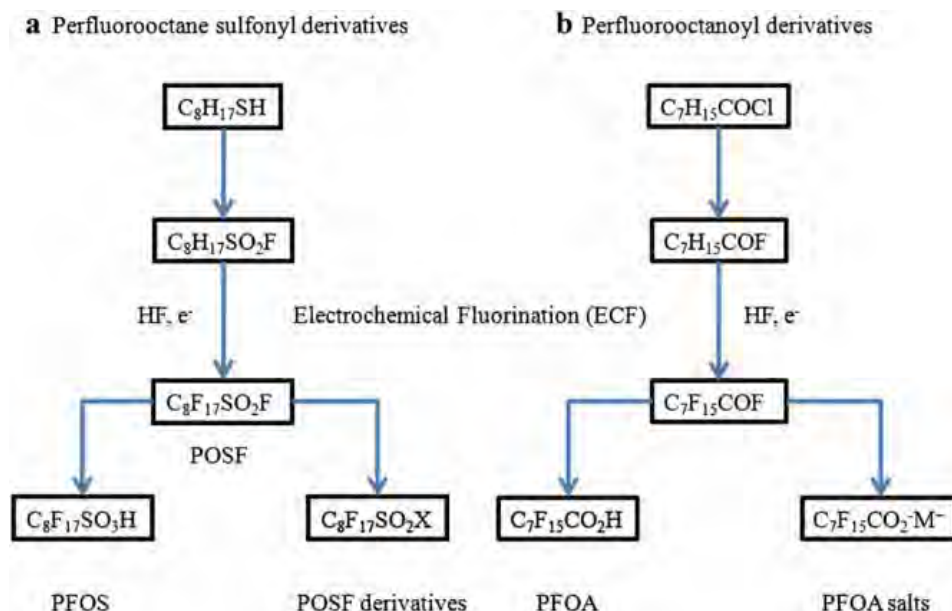 a Perfluorooctane sulfonyl derivatives
b Perfluorooctanoyl derivatives
C₈H₁₇SH
C₇H₁₅COCl
C₈H₁₇SO₂F
C₇H₁₅COF
HF, e⁻
Electrochemical Fluorination (ECF)
HF, e⁻
C₈F₁₇SO₂F
C₇F₁₅COF
POSF
C₈F₁₇SO₃H
C₈F₁₇SO₂X
C₇F₁₅CO₂H
C₇F₁₅CO₂⁻M⁻
PFOS
POSF derivatives
PFOA
PFOA salts